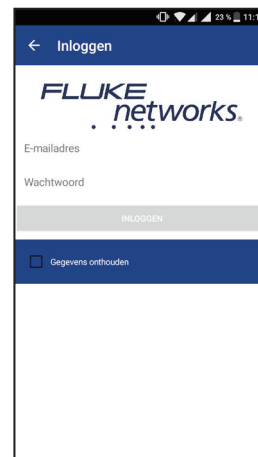 23 % 11:1
Inloggen
FLUKE
networks®
E-mailadres
Wachtwoord
INLOGGEN
Gegevens onthouden